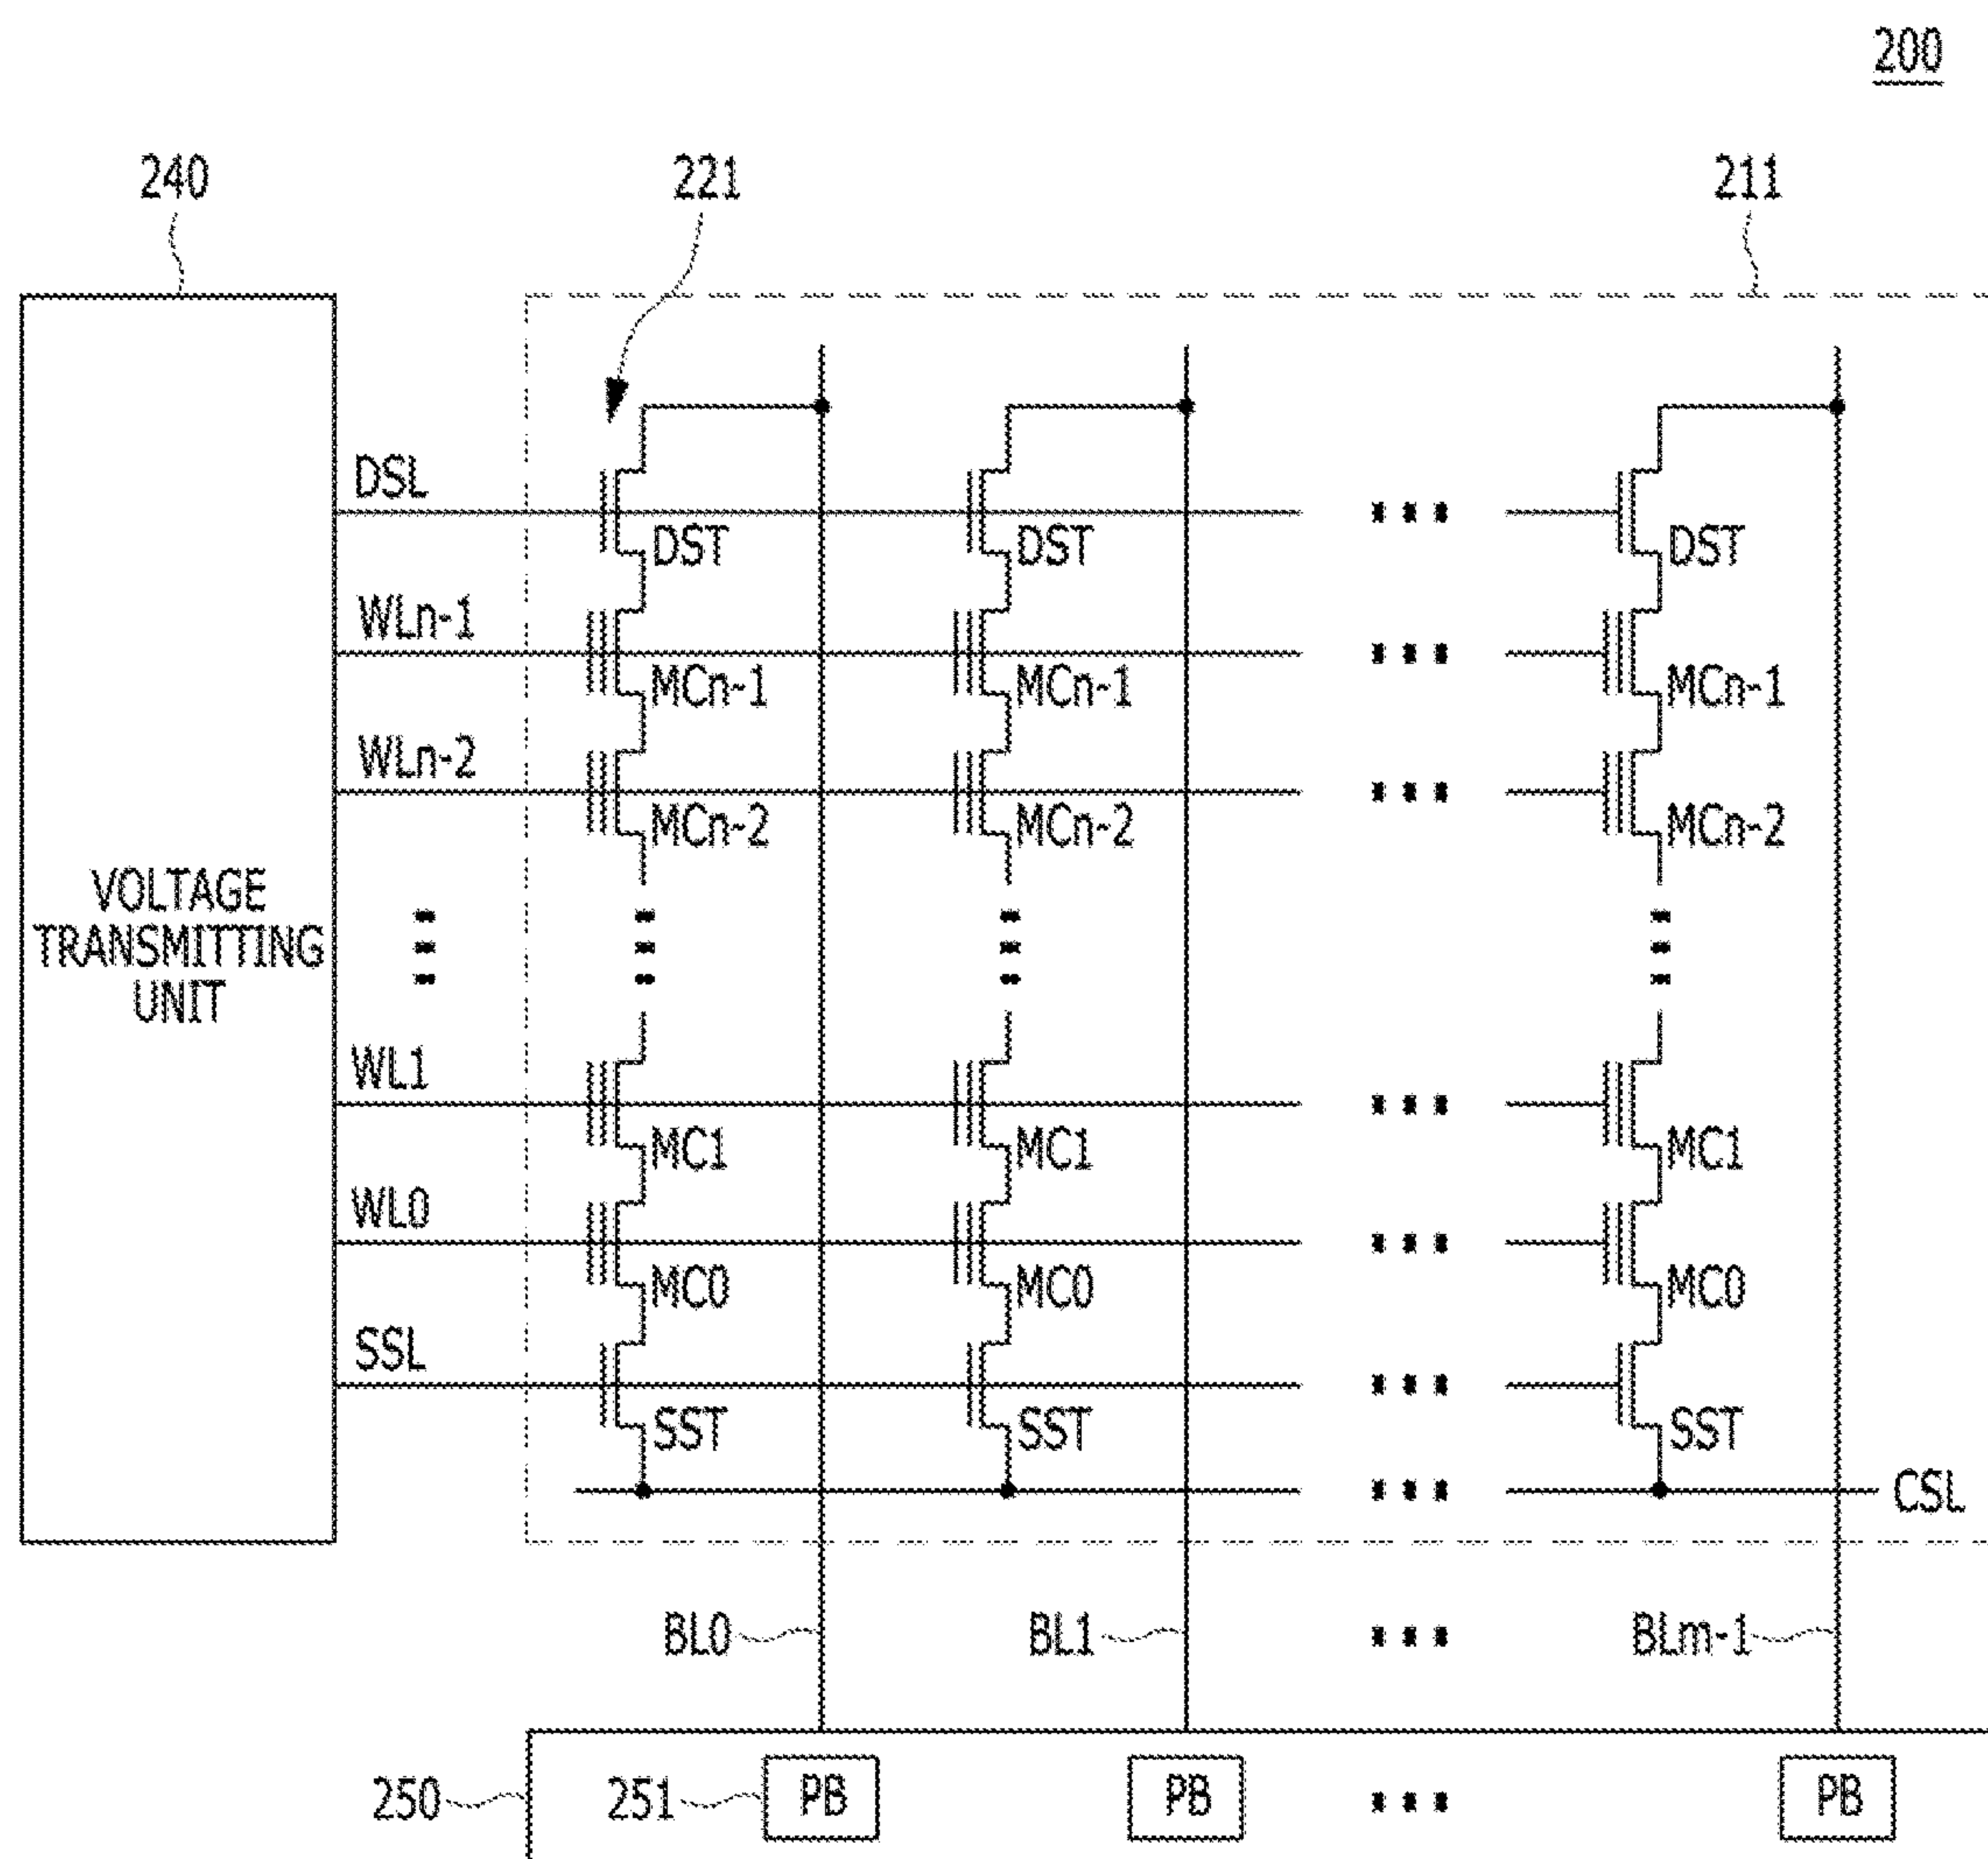 200
240
221
211
DSL
DST DST DST
WLn-1
MCn-1 MCn-1 MCn-1
WLn-2
MCn-2 MCn-2 MCn-2
VOLTAGE
TRANSMITTING
UNIT
WL1
MC1 MC1 MC1
WL0
MC0 MC0 MC0
SSL
SST SST SST
CSL
BL0 BL1 BLm-1
250 251 PB PB PB